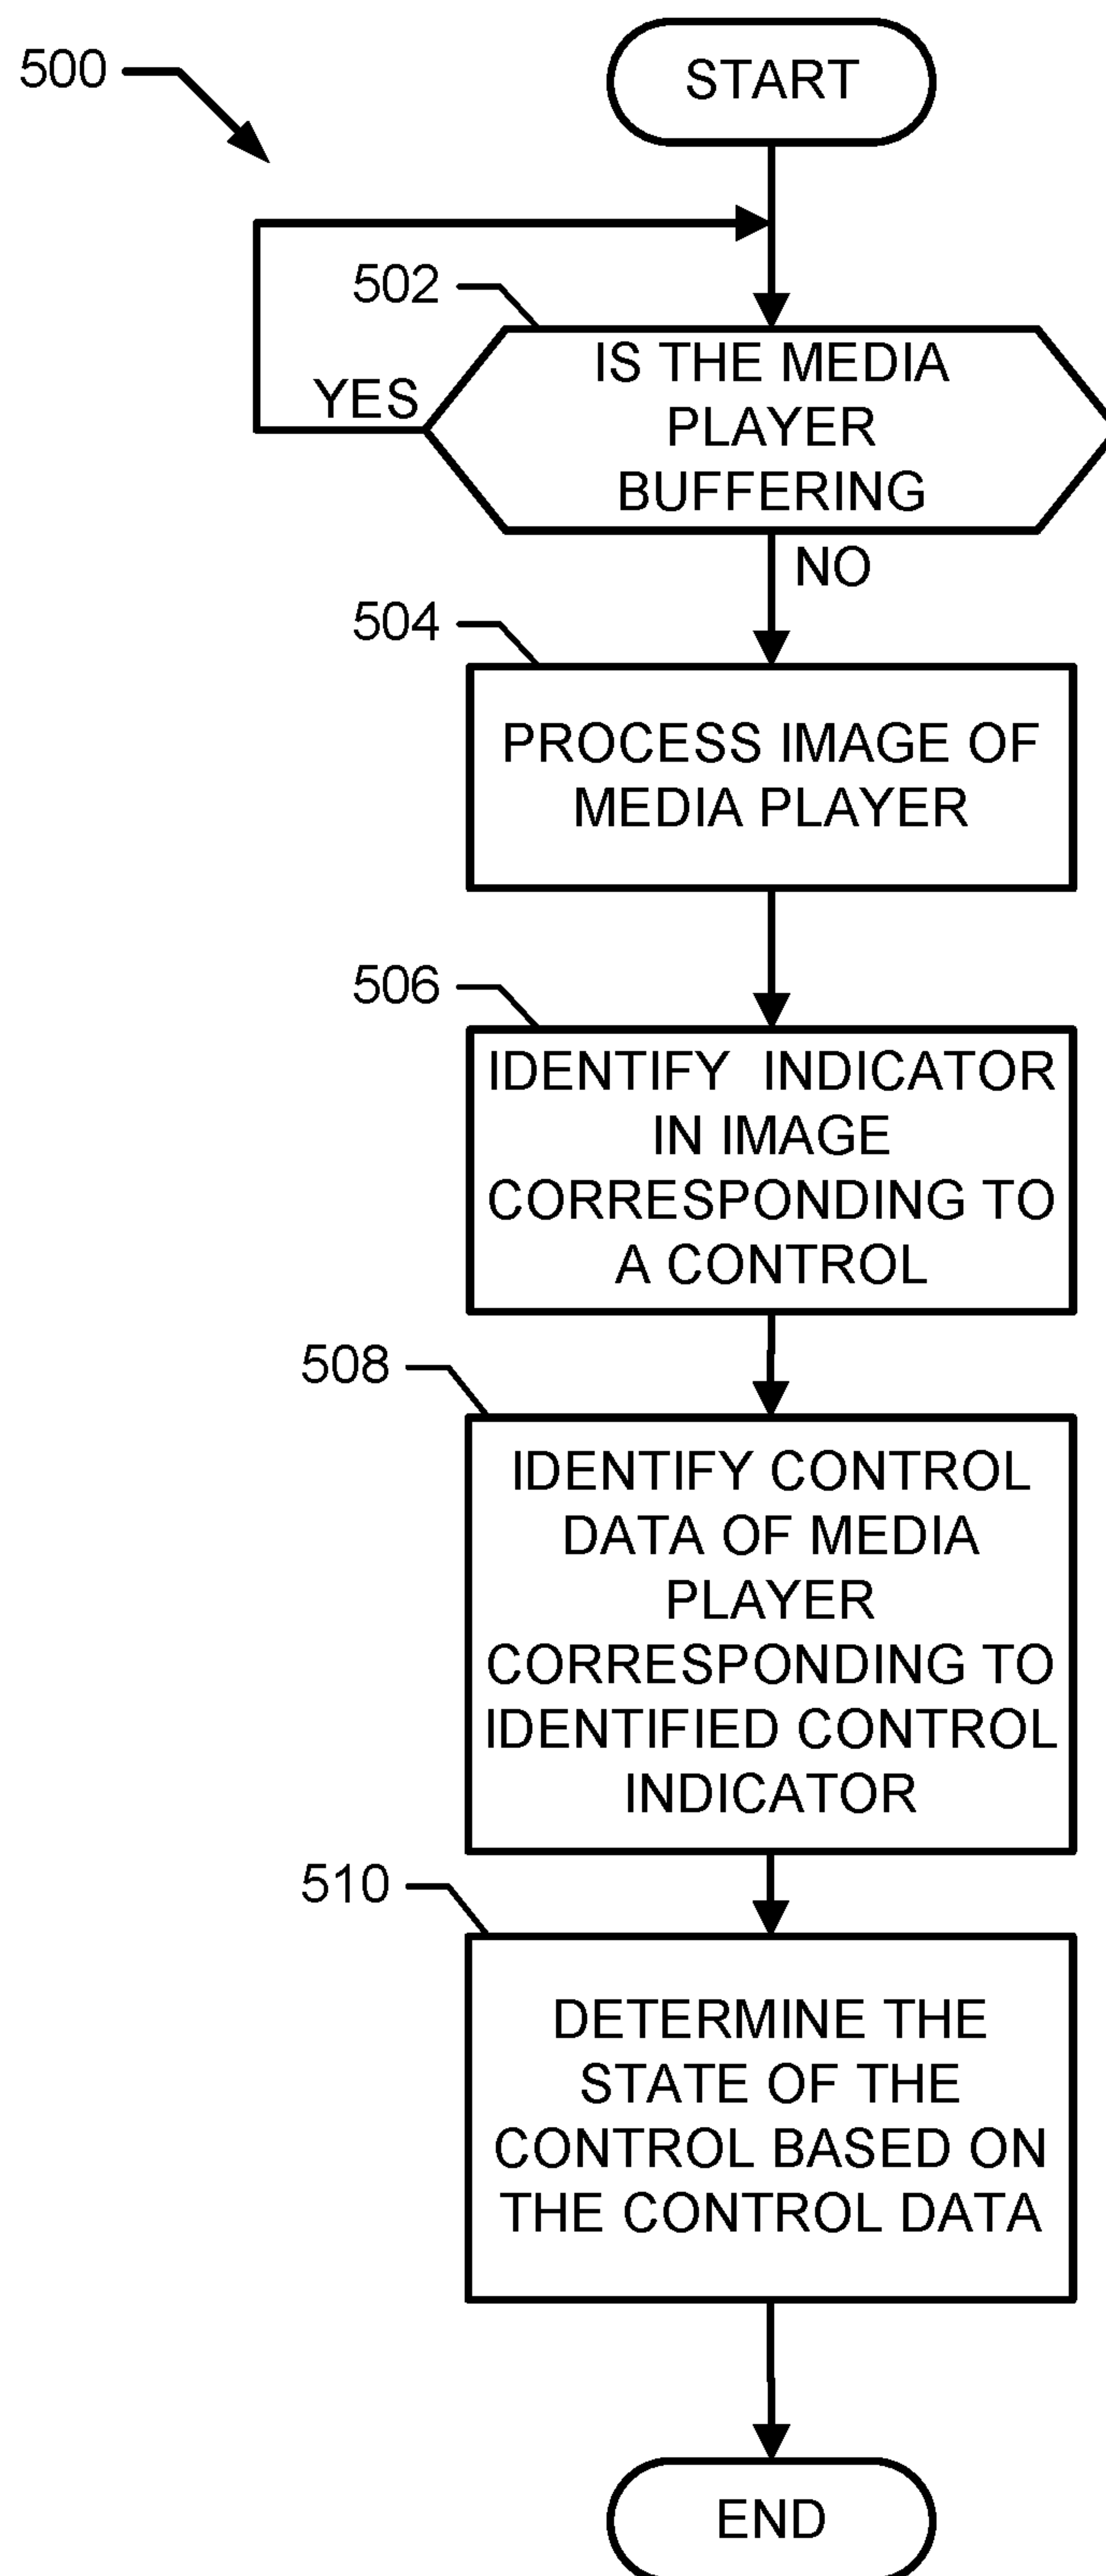 500
START
502
IS THE MEDIA
PLAYER
BUFFERING
YES
NO
504
PROCESS IMAGE OF
MEDIA PLAYER
506
IDENTIFY INDICATOR
IN IMAGE
CORRESPONDING TO
A CONTROL
508
IDENTIFY CONTROL
DATA OF MEDIA
PLAYER
CORRESPONDING TO
IDENTIFIED CONTROL
INDICATOR
510
DETERMINE THE
STATE OF THE
CONTROL BASED ON
THE CONTROL DATA
END